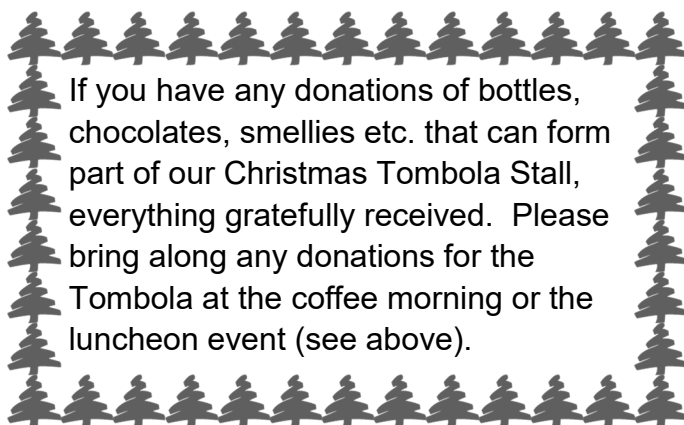 If you have any donations of bottles,
chocolates, smellies etc. that can form
part of our Christmas Tombola Stall,
everything gratefully received.  Please
bring along any donations for the
Tombola at the coffee morning or the
luncheon event (see above).